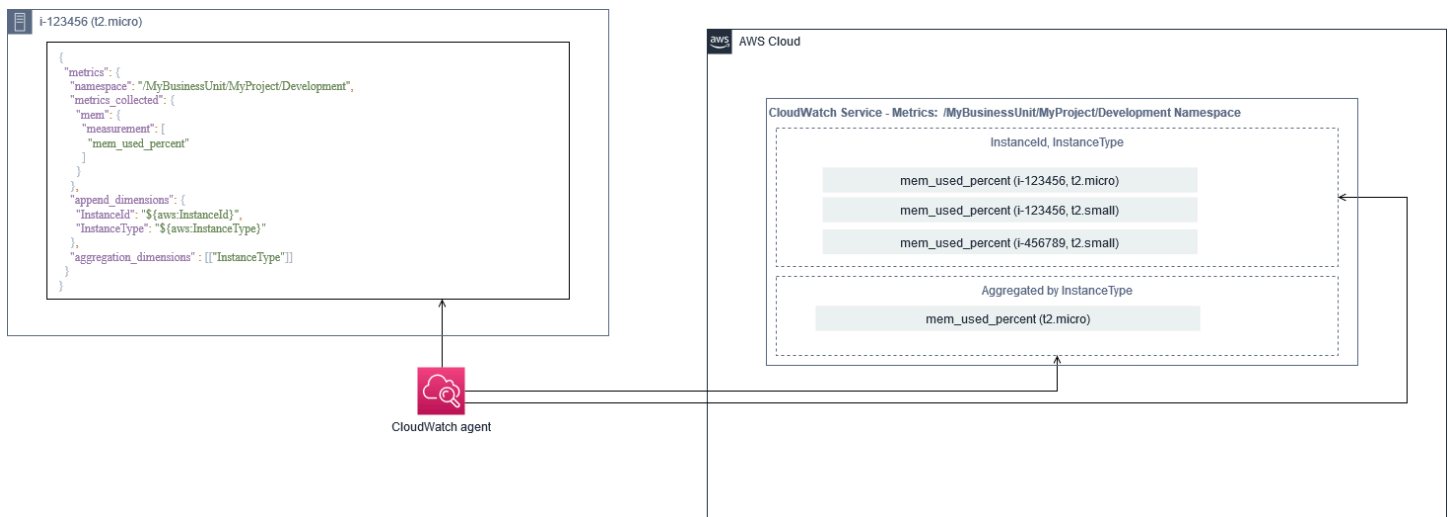 i-123456 (t2.micro)
{
"metrics": {
"namespace": "/MyBusinessUnit/MyProject/Development",
"metrics_collected": {
"mem": {
"measurement": [
"mem_used_percent"
]
}
},
"append_dimensions": {
"InstanceId": "${aws:InstanceId}",
"InstanceType": "${aws:InstanceType}"
},
"aggregation_dimensions" : [["InstanceType"]]
}
}
CloudWatch agent
aws
AWS Cloud
CloudWatch Service - Metrics: /MyBusinessUnit/MyProject/Development Namespace
InstanceId, InstanceType
mem_used_percent (i-123456, t2.micro)
mem_used_percent (i-123456, t2.small)
mem_used_percent (i-456789, t2.small)
Aggregated by InstanceType
mem_used_percent (t2.micro)